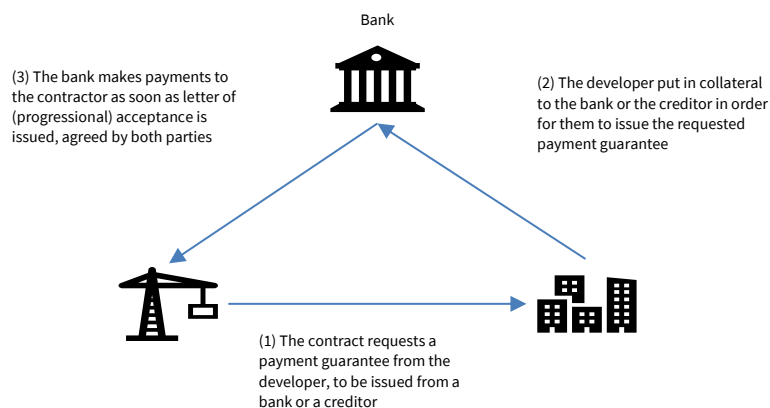 Bank
(3) The bank makes payments to
the contractor as soon as letter of
(progressional) acceptance is
issued, agreed by both parties
(2) The developer put in collateral
to the bank or the creditor in order
for them to issue the requested
payment guarantee
(1) The contract requests a
payment guarantee from the
developer, to be issued from a
bank or a creditor